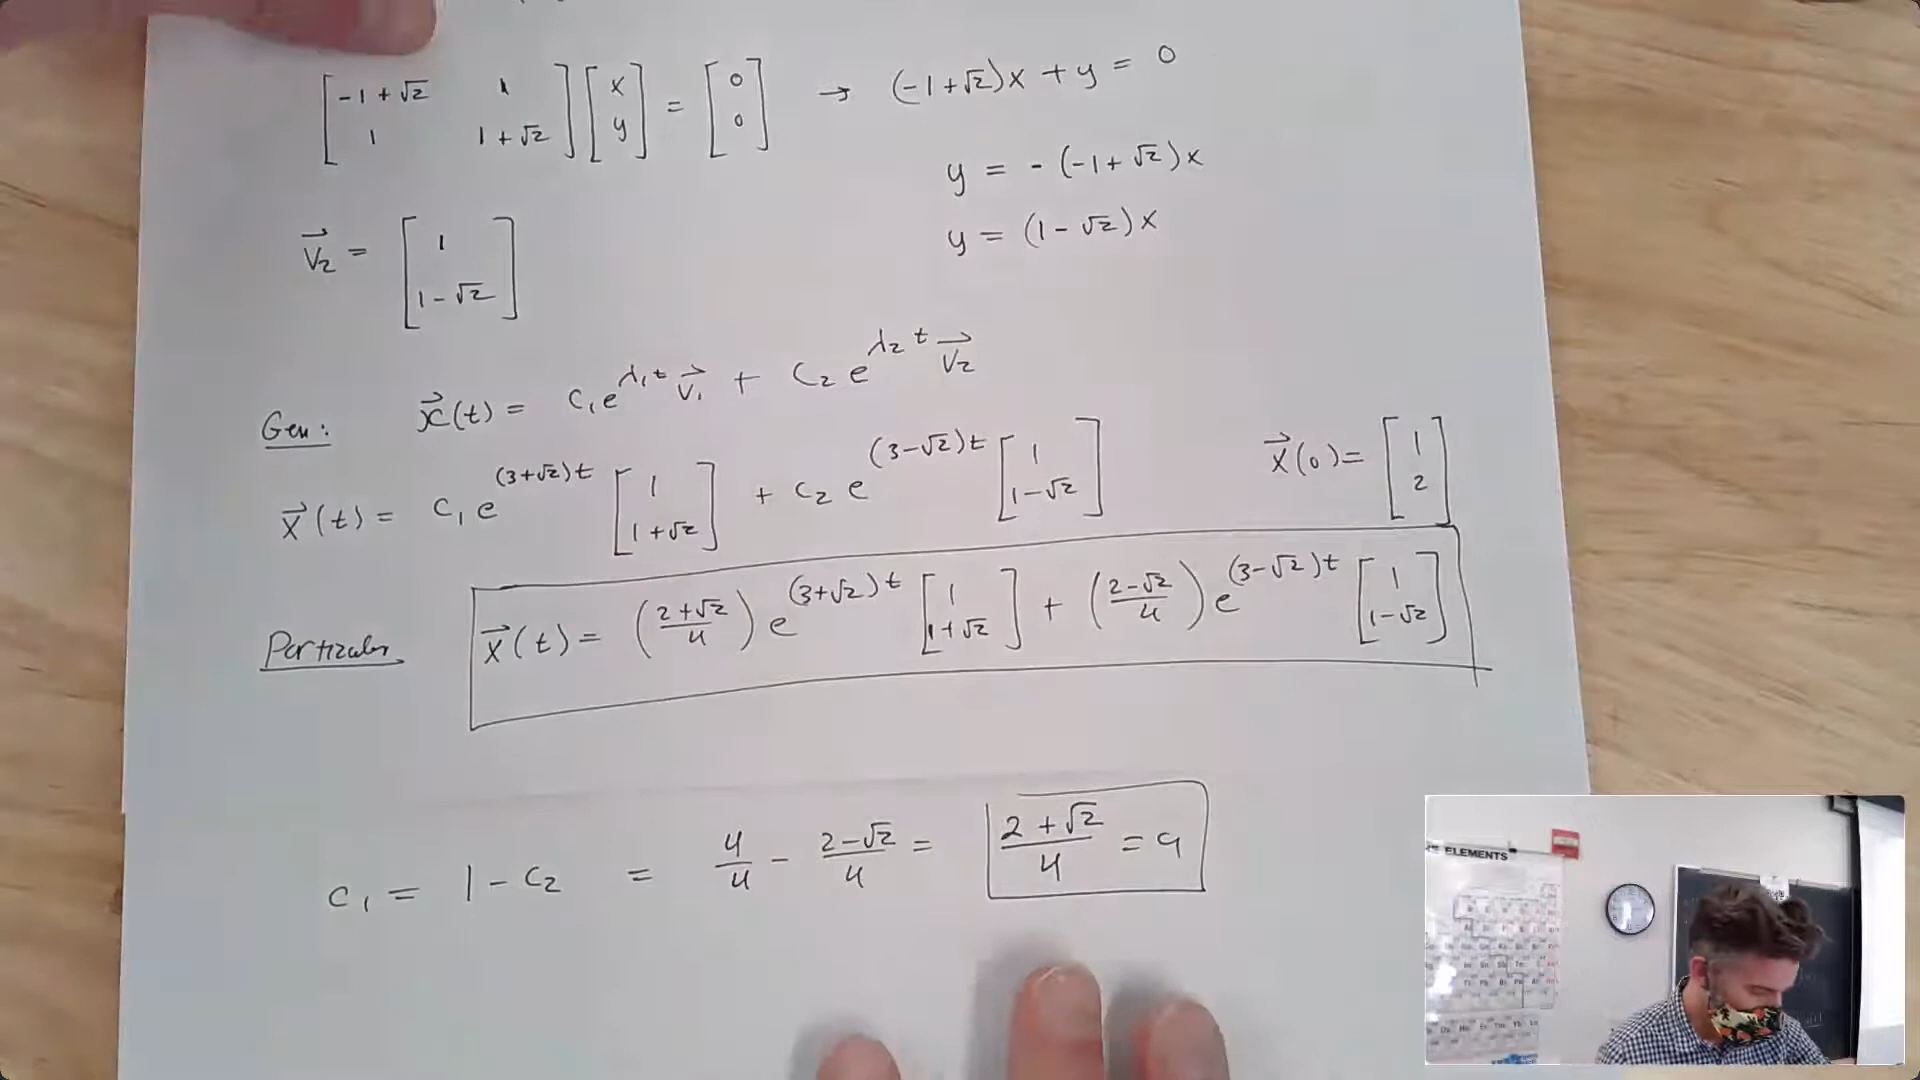 [-1+√2 1; 1 1+√2] [x; y] = [0; 0] → (-1+√2)x + y = 0
y = -(-1+√2)x
y = (1-√2)x
V₂ = [1; 1-√2]
Gen: x(t) = c₁e^(λ₁t) v₁ + c₂e^(λ₂t) v₂
x(t) = c₁e^((3+√2)t) [1; 1+√2] + c₂e^((3-√2)t) [1; 1-√2] x(0) = [1; 2]
Particular x(t) = ((2+√2)/4) e^((3+√2)t) [1; 1+√2] + ((2-√2)/4) e^((3-√2)t) [1; 1-√2]
c₁ = 1 - c₂ = 4/4 - (2-√2)/4 = (2+√2)/4 = c₁
ELEMENTS